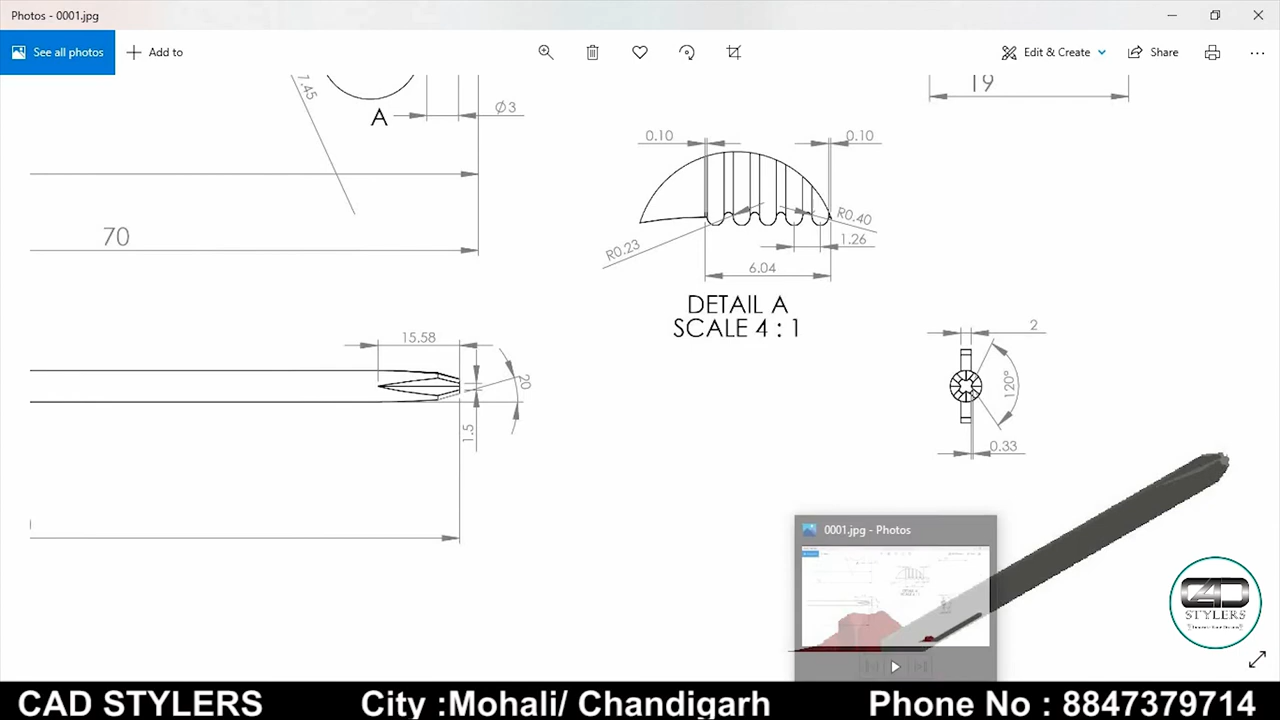 Photos - 0001.jpg
See all photos
Add to
Edit & Create
Share
7.45
A
Ø3
19
0.10
0.10
70
R0.23
R0.40
1.26
6.04
DETAIL A
SCALE 4 : 1
15.58
20
1.5
2
120°
0.33
0001.jpg - Photos
CAD
STYLERS
CAD STYLERS City :Mohali/ Chandigarh Phone No : 8847379714